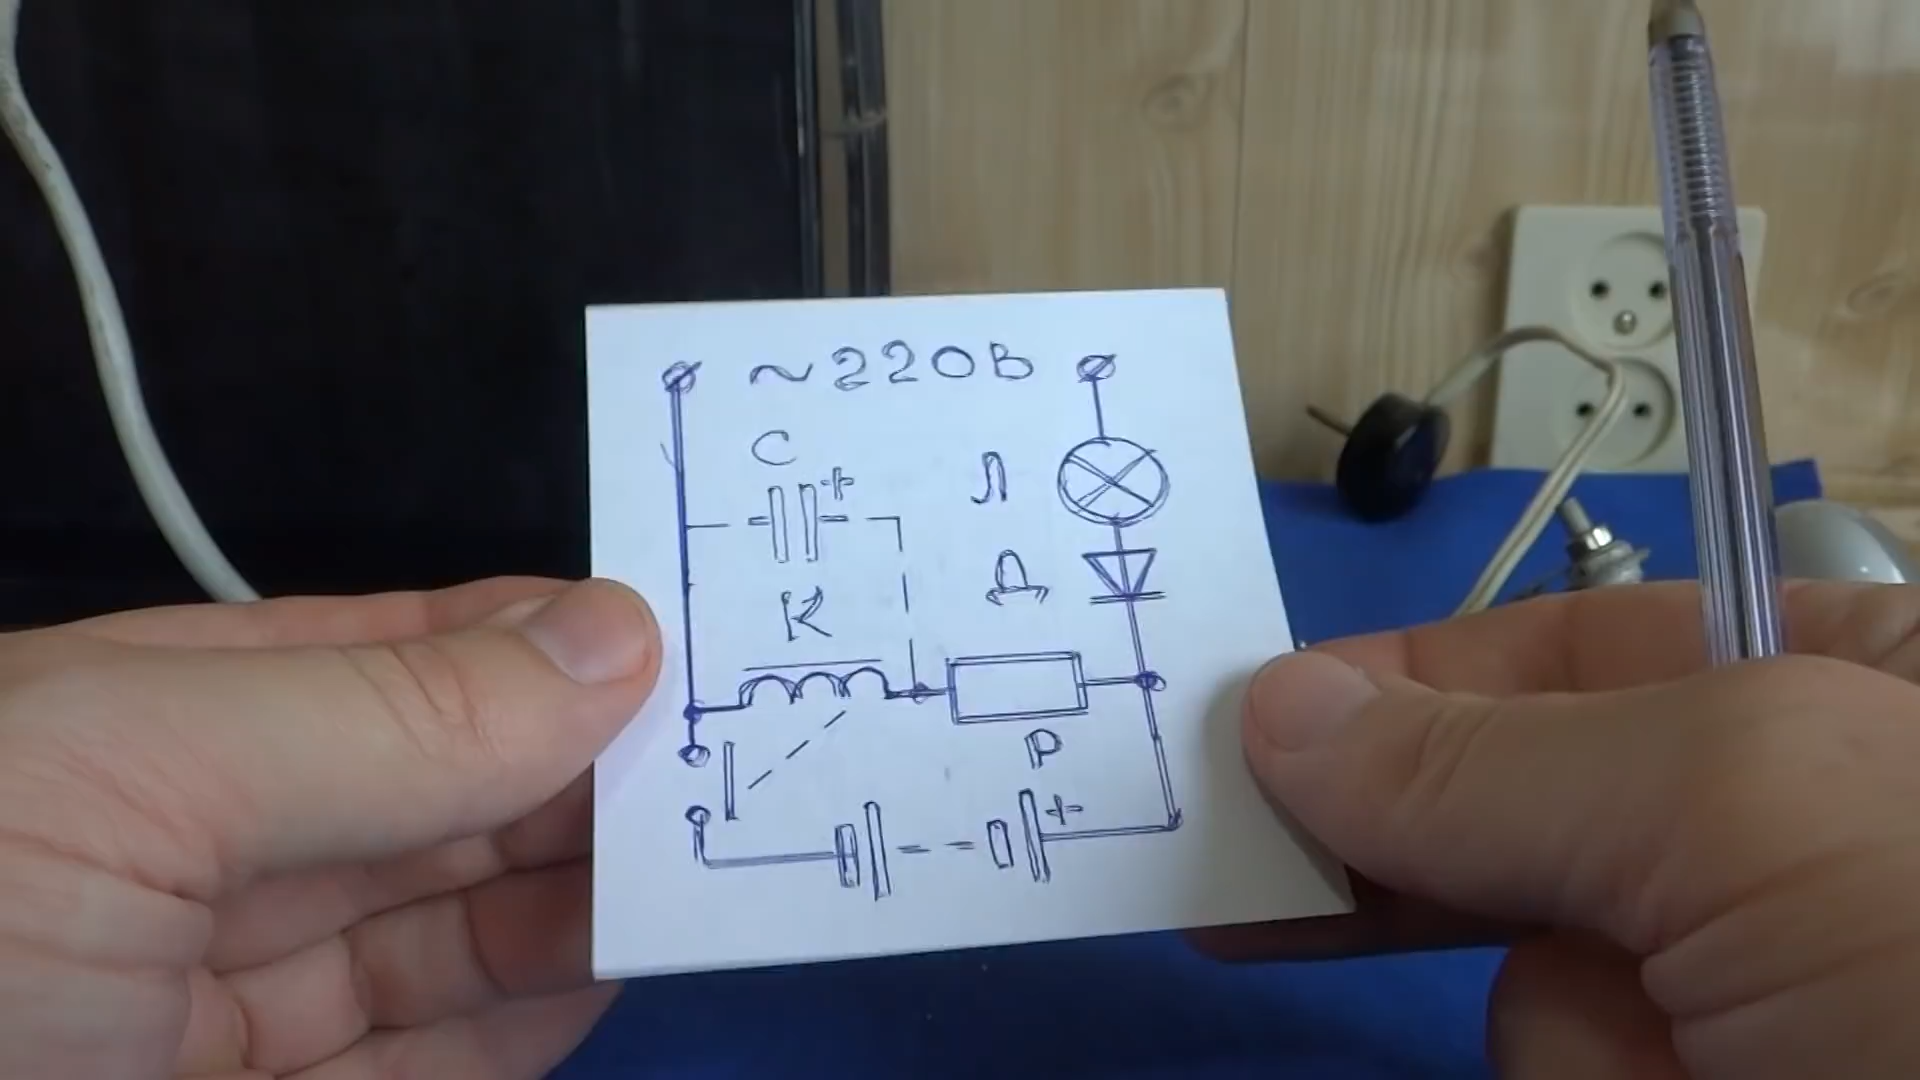 ~220В
С
+
Л
Д
К
Р
+